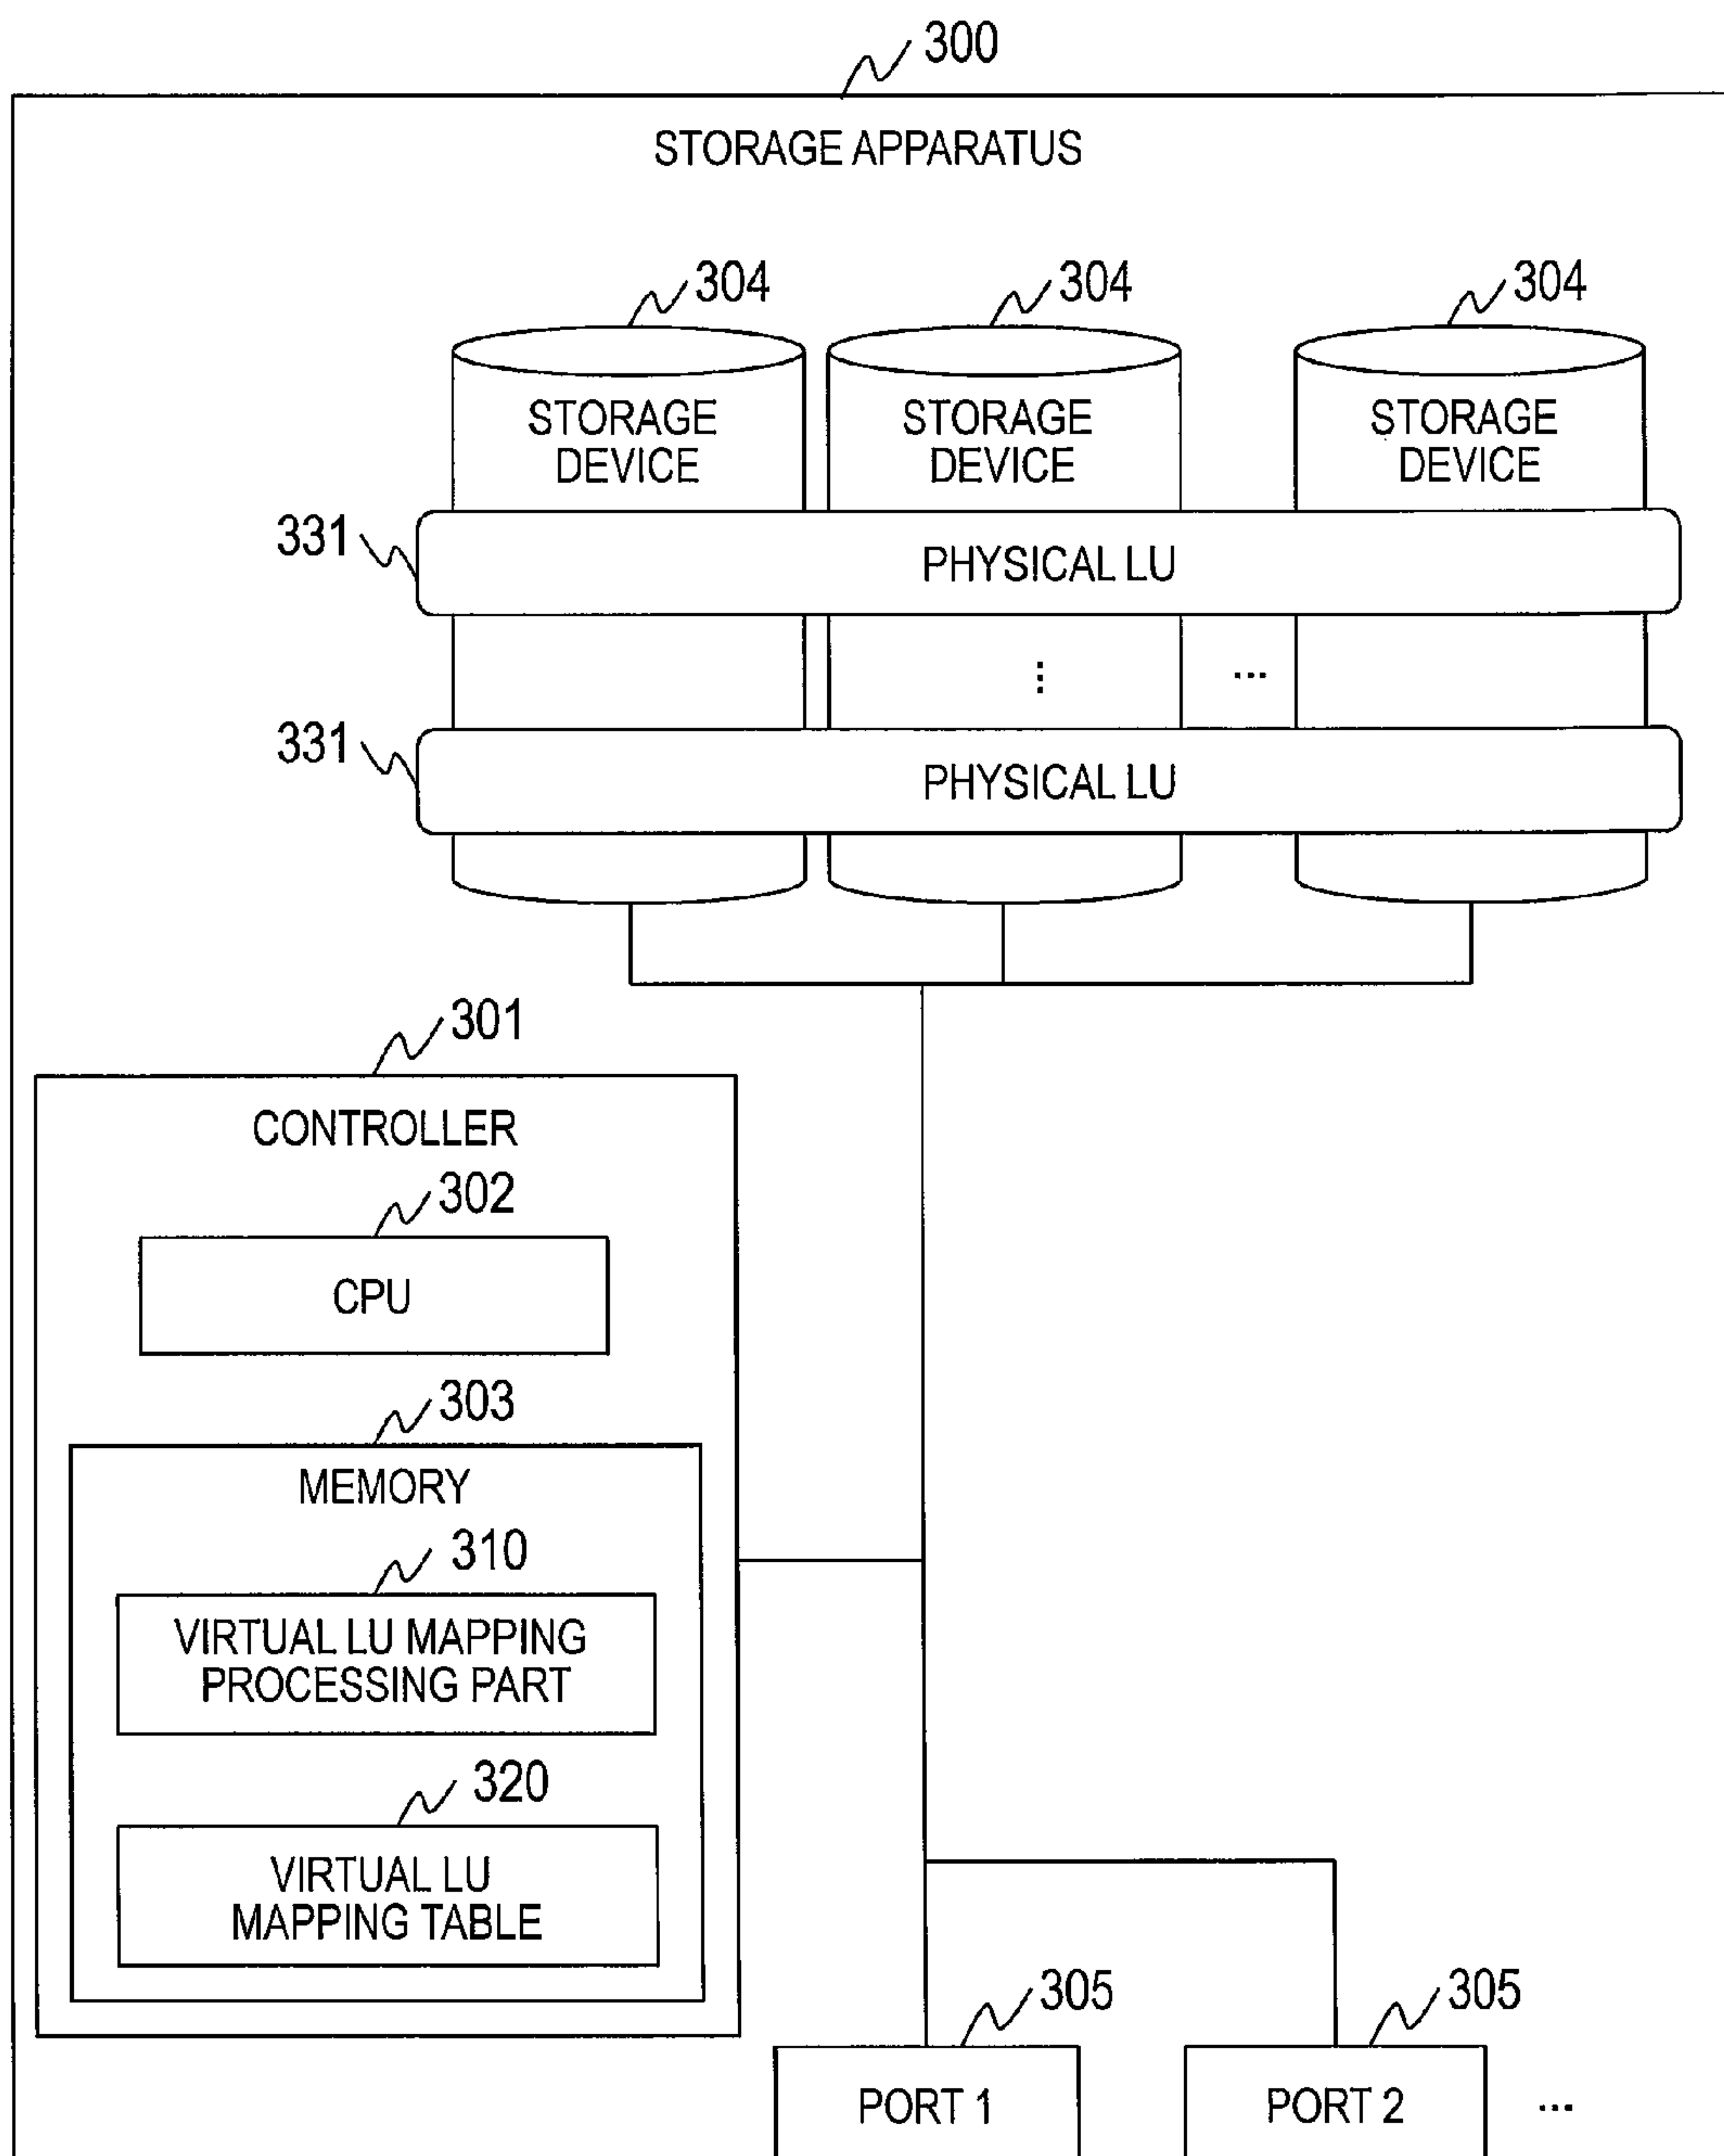 300
STORAGE APPARATUS
304
304
304
STORAGE
DEVICE
STORAGE
DEVICE
STORAGE
DEVICE
331
PHYSICAL LU
...
...
331
PHYSICAL LU
301
CONTROLLER
302
CPU
303
MEMORY
310
VIRTUAL LU MAPPING
PROCESSING PART
320
VIRTUAL LU
MAPPING TABLE
305
305
PORT 1
PORT 2
...